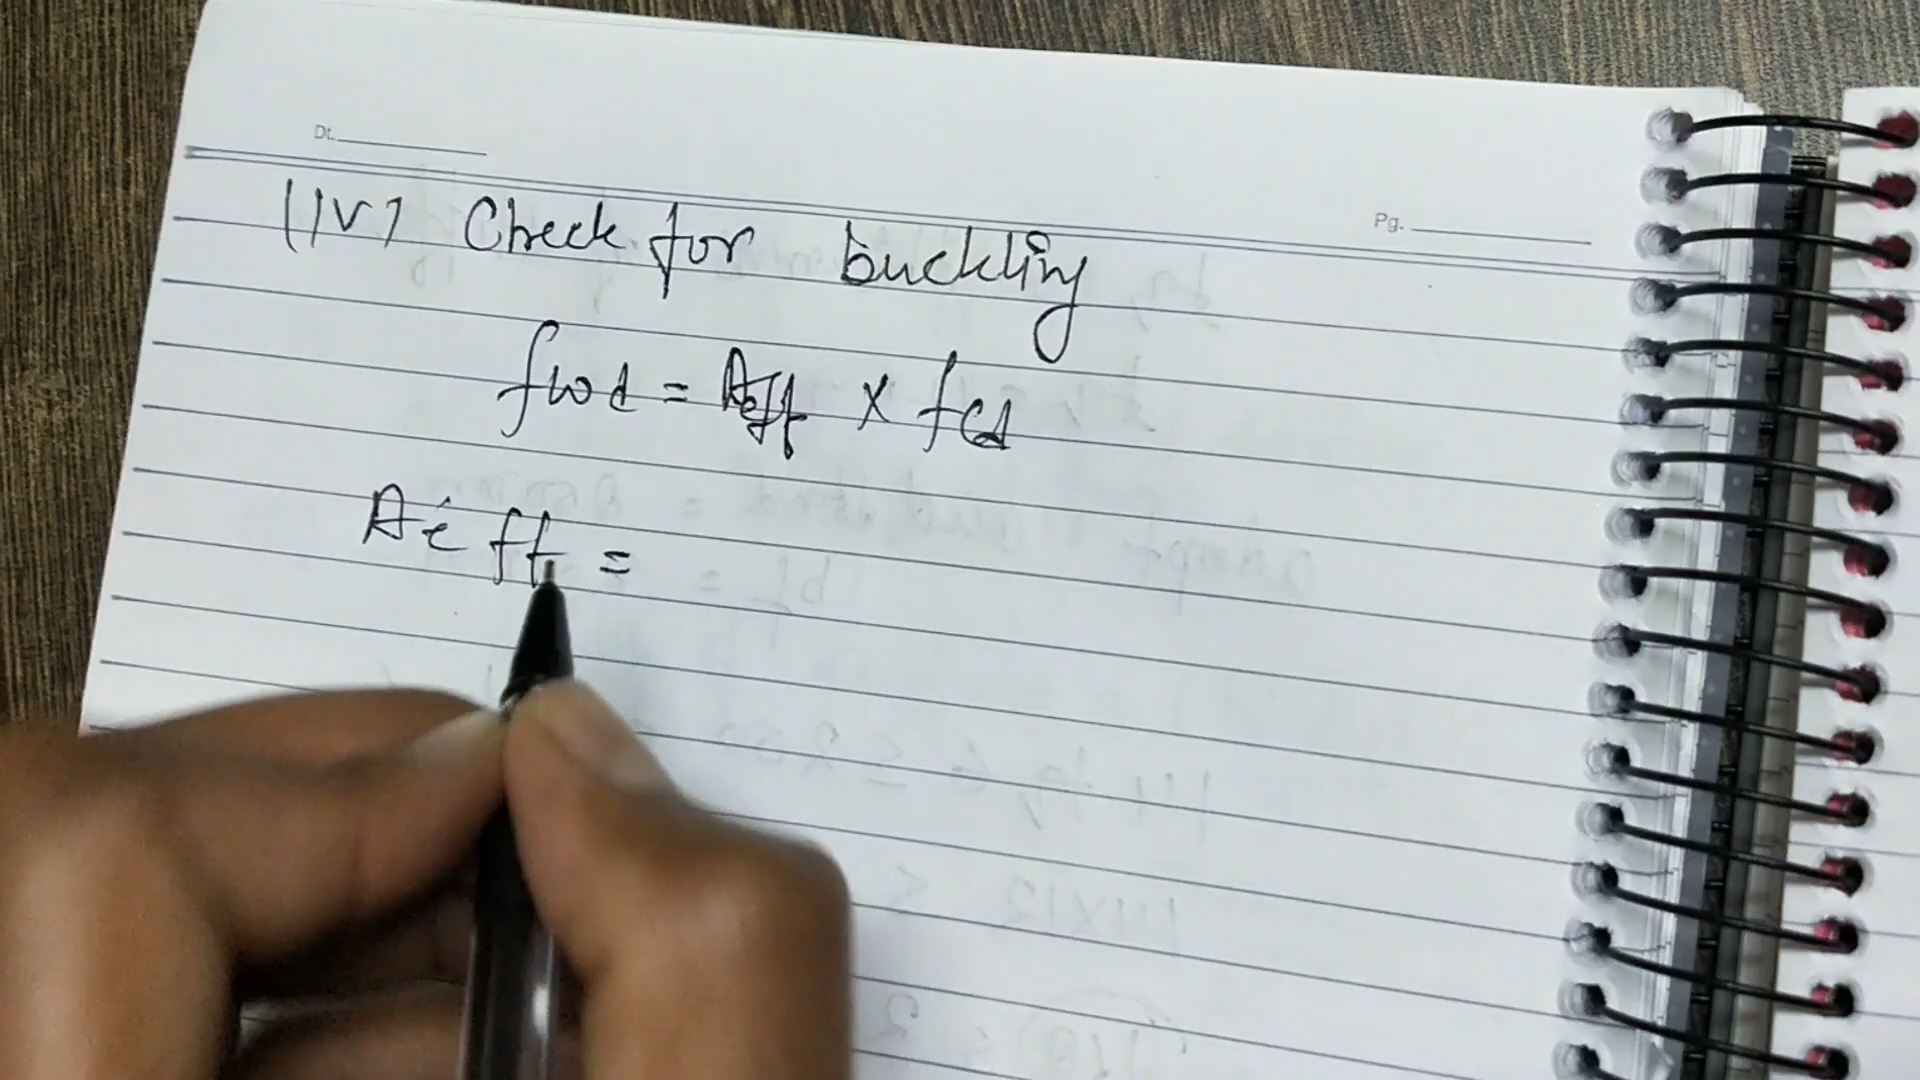 Dt.
Pg.
(IV) Check for buckling
fwd = Aeff × fcd
Aeff =